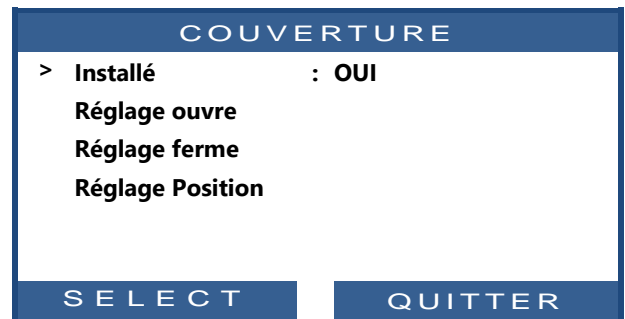 COUVERTURE
> Installé : OUI
Réglage ouvre
Réglage ferme
Réglage Position
SELECT QUITTER